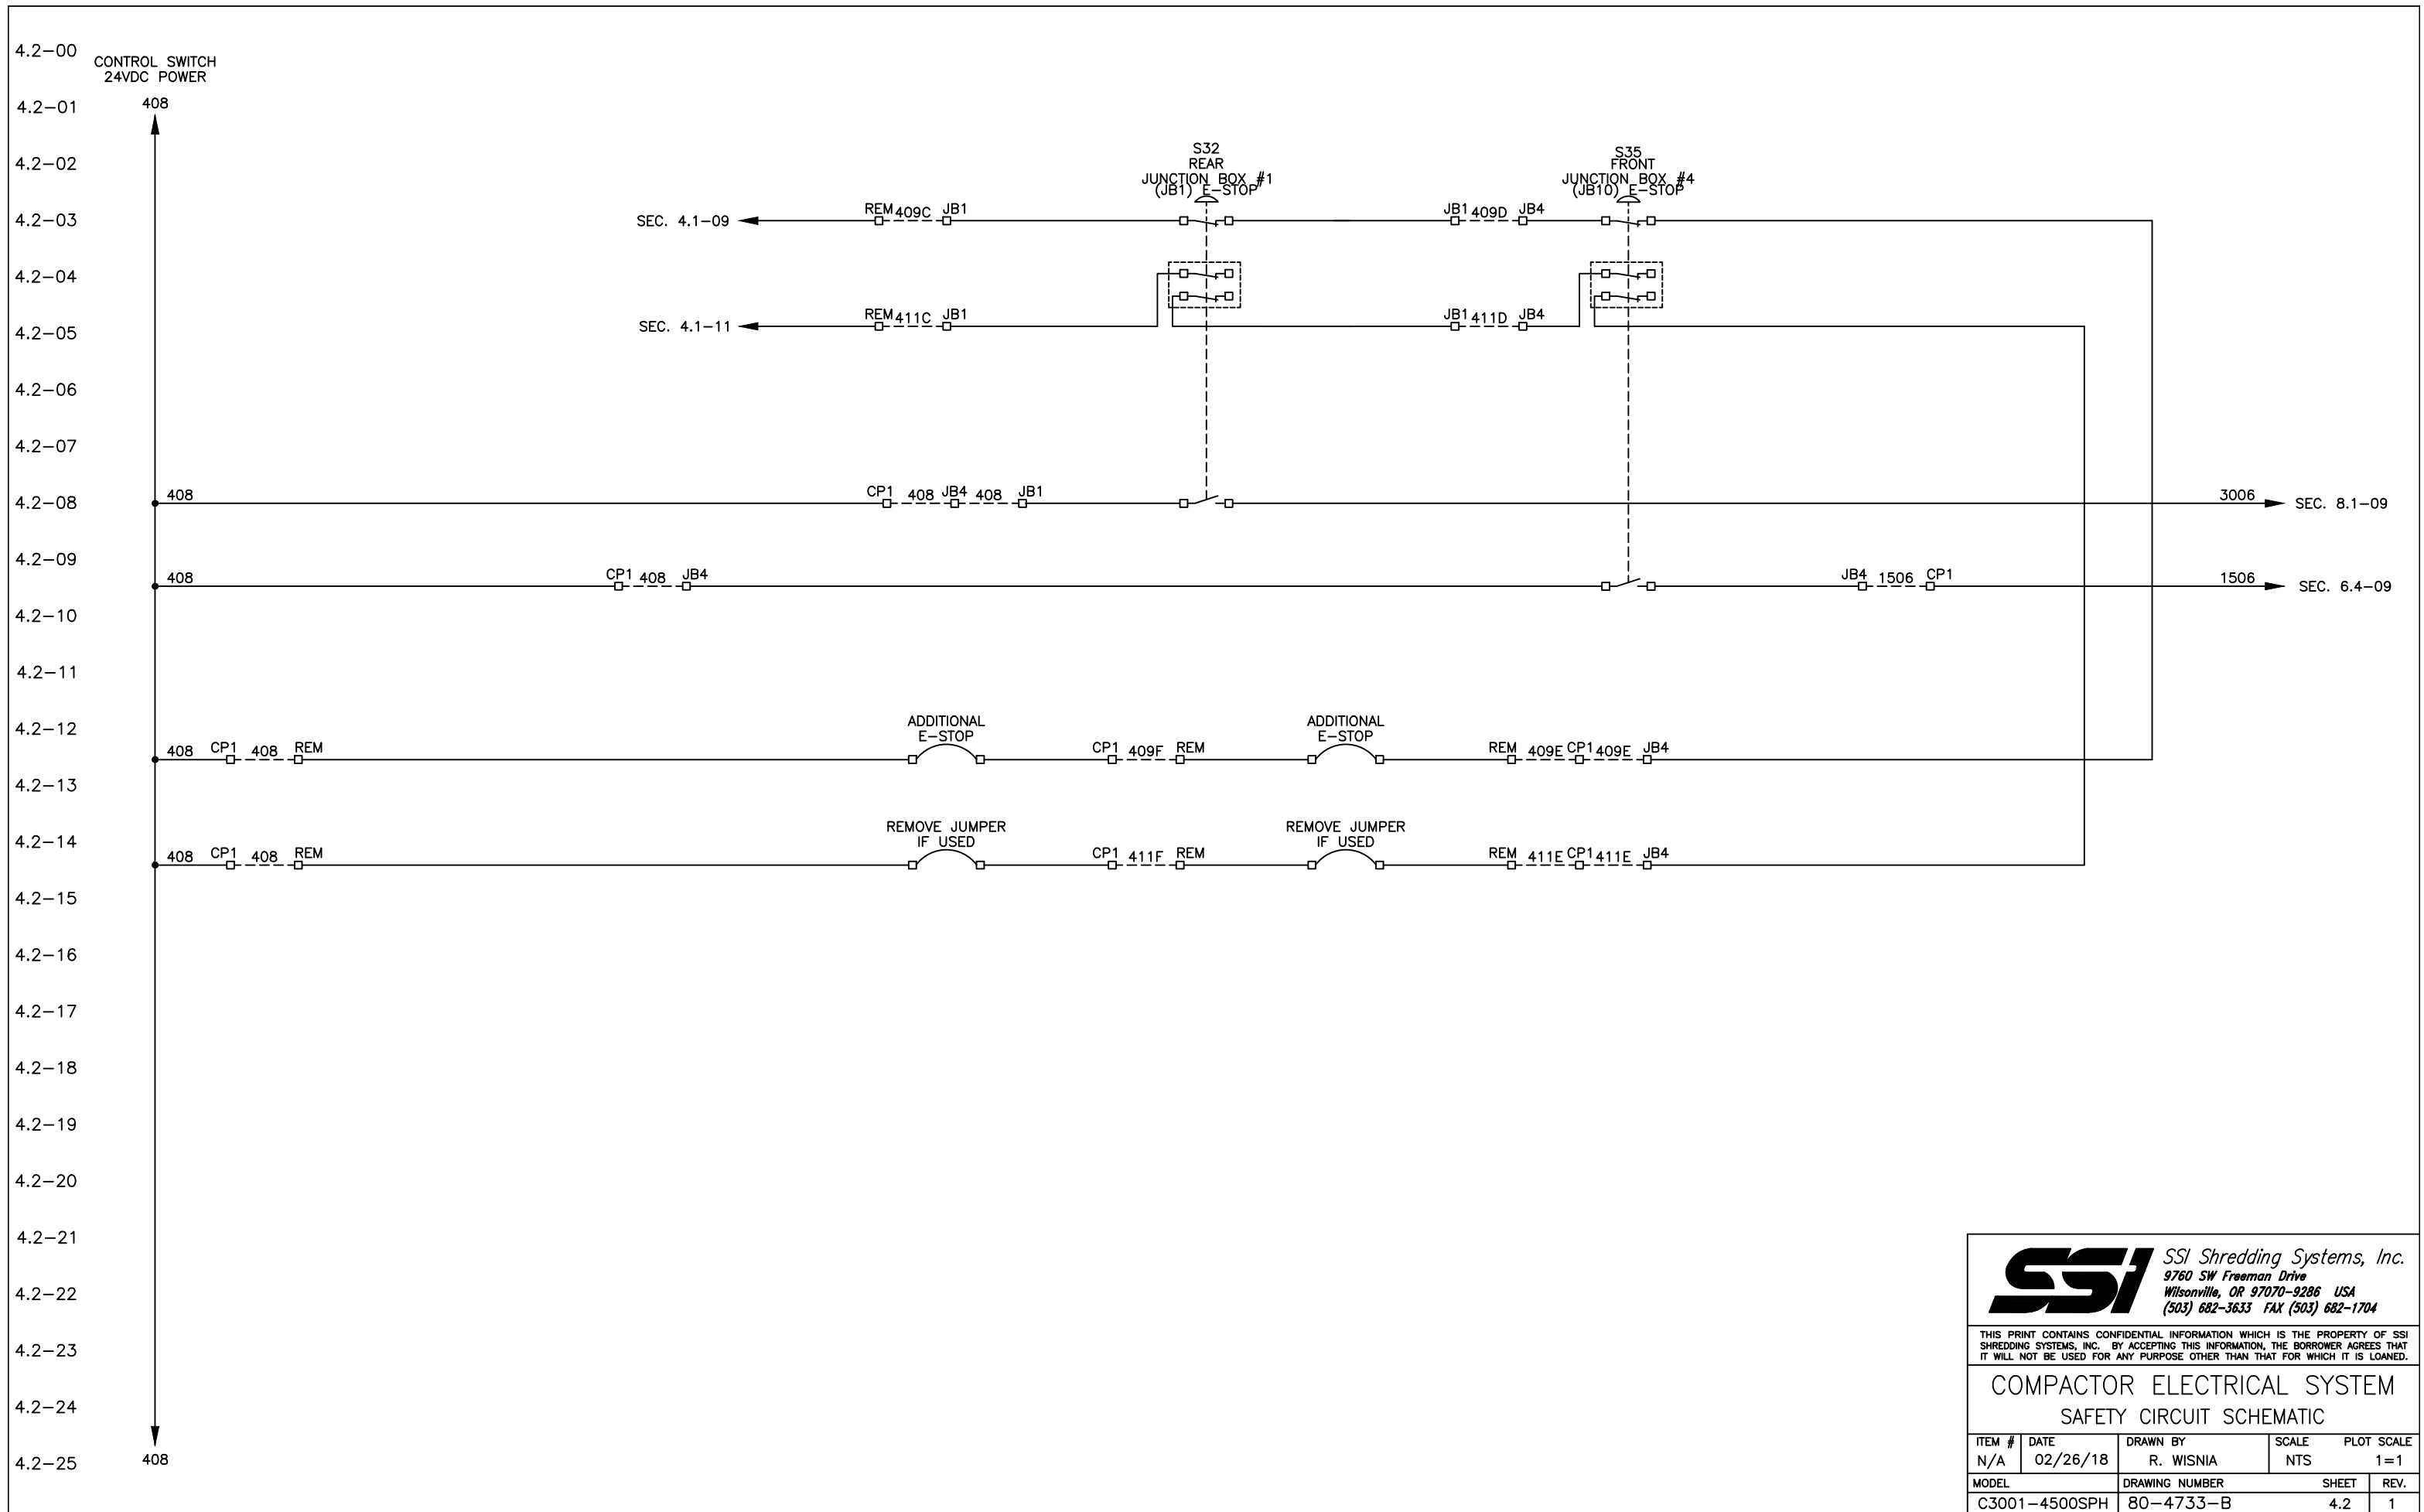 4.2-00
CONTROL SWITCH
24VDC POWER
4.2-01
408
4.2-02
S32
REAR
JUNCTION BOX #1
(JB1) E-STOP
S35
FRONT
JUNCTION BOX #4
(JB10) E-STOP
4.2-03
SEC. 4.1-09
REM 409C JB1
JB1 409D JB4
4.2-04
4.2-05
SEC. 4.1-11
REM 411C JB1
JB1 411D JB4
4.2-06
4.2-07
4.2-08
408
CP1 408 JB4 408 JB1
3006
SEC. 8.1-09
4.2-09
408
CP1 408 JB4
JB4 1506 CP1
1506
SEC. 6.4-09
4.2-10
4.2-11
4.2-12
ADDITIONAL
E-STOP
ADDITIONAL
E-STOP
408 CP1 408 REM
CP1 409F REM
REM 409E CP1 409E JB4
4.2-13
4.2-14
REMOVE JUMPER
IF USED
REMOVE JUMPER
IF USED
408 CP1 408 REM
CP1 411F REM
REM 411E CP1 411E JB4
4.2-15
4.2-16
4.2-17
4.2-18
4.2-19
4.2-20
4.2-21
4.2-22
4.2-23
4.2-24
4.2-25
408
SSI
SSI Shredding Systems, Inc.
9760 SW Freeman Drive
Wilsonville, OR 97070-9286 USA
(503) 682-3633 FAX (503) 682-1704
THIS PRINT CONTAINS CONFIDENTIAL INFORMATION WHICH IS THE PROPERTY OF SSI
SHREDDING SYSTEMS, INC. BY ACCEPTING THIS INFORMATION, THE BORROWER AGREES THAT
IT WILL NOT BE USED FOR ANY PURPOSE OTHER THAN THAT FOR WHICH IT IS LOANED.
COMPACTOR ELECTRICAL SYSTEM
SAFETY CIRCUIT SCHEMATIC
ITEM # DATE DRAWN BY SCALE PLOT SCALE
N/A 02/26/18 R. WISNIA NTS 1=1
MODEL DRAWING NUMBER SHEET REV.
C3001-4500SPH 80-4733-B 4.2 1